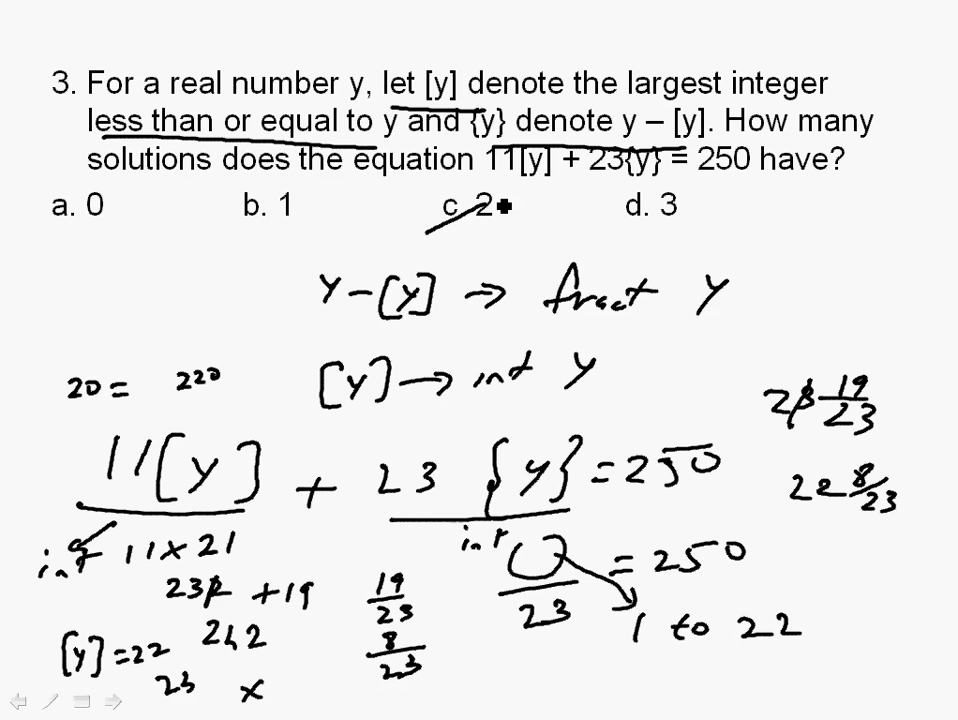 3. For a real number y, let [y] denote the largest integer
less than or equal to y and {y} denote y – [y]. How many
solutions does the equation 11[y] + 23{y} = 250 have?
a. 0 b. 1 c 2 d. 3
y – [y] → fract y
20 = 220 [y] → int y
19/23
11[y] + 23 {y} = 250
22 8/23
int 11 x 21 int /23 = 250
+ 19 19/23 1 to 22
[y] = 22 242 8/23
23 x